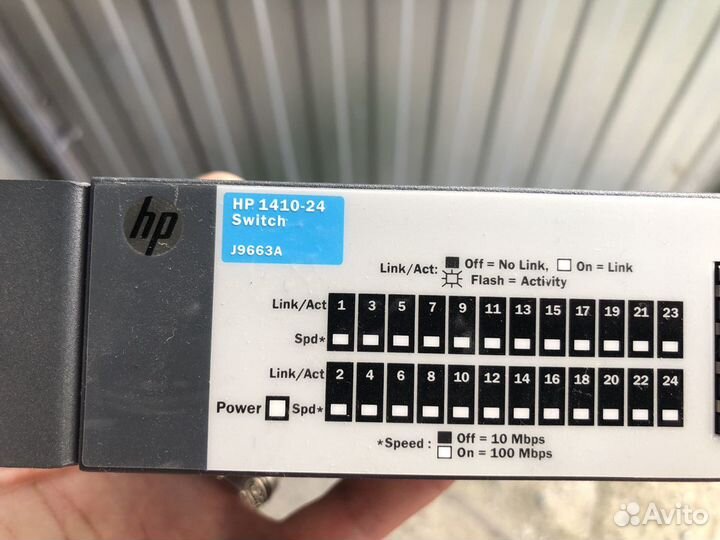 hp
HP 1410-24
Switch
J9663A
Link/Act: Off = No Link, On = Link
Flash = Activity
Link/Act 1 3 5 7 9 11 13 15 17 19 21 23
Spd*
Link/Act 2 4 6 8 10 12 14 16 18 20 22 24
Power Spd*
*Speed : Off = 10 Mbps
On = 100 Mbps
Avito